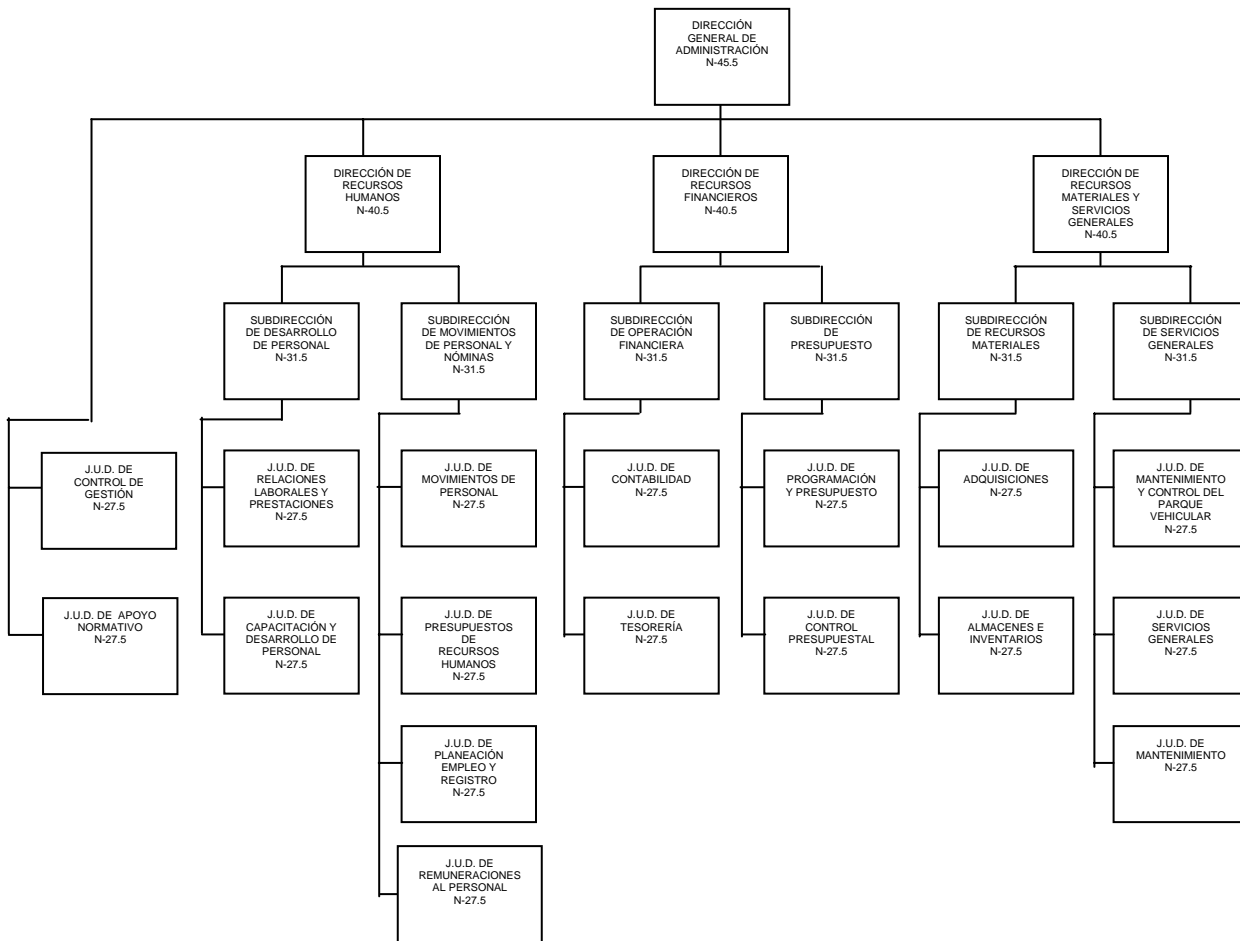 DIRECCIÓN
GENERAL DE
ADMINISTRACIÓN
N-45.5
DIRECCIÓN DE
RECURSOS
HUMANOS
N-40.5
DIRECCIÓN DE
RECURSOS
FINANCIEROS
N-40.5
DIRECCIÓN DE
RECURSOS
MATERIALES Y
SERVICIOS
GENERALES
N-40.5
SUBDIRECCIÓN
DE DESARROLLO
DE PERSONAL
N-31.5
SUBDIRECCIÓN
DE MOVIMIENTOS
DE PERSONAL Y
NÓMINAS
N-31.5
SUBDIRECCIÓN
DE OPERACIÓN
FINANCIERA
N-31.5
SUBDIRECCIÓN
DE
PRESUPUESTO
N-31.5
SUBDIRECCIÓN
DE RECURSOS
MATERIALES
N-31.5
SUBDIRECCIÓN
DE SERVICIOS
GENERALES
N-31.5
J.U.D. DE
CONTROL DE
GESTIÓN
N-27.5
J.U.D. DE
RELACIONES
LABORALES Y
PRESTACIONES
N-27.5
J.U.D. DE
MOVIMIENTOS DE
PERSONAL
N-27.5
J.U.D. DE
CONTABILIDAD
N-27.5
J.U.D. DE
PROGRAMACIÓN
Y PRESUPUESTO
N-27.5
J.U.D. DE
ADQUISICIONES
N-27.5
J.U.D. DE
MANTENIMIENTO
Y CONTROL DEL
PARQUE
VEHICULAR
N-27.5
J.U.D. DE APOYO
NORMATIVO
N-27.5
J.U.D. DE
CAPACITACIÓN Y
DESARROLLO DE
PERSONAL
N-27.5
J.U.D. DE
PRESUPUESTOS
DE
RECURSOS
HUMANOS
N-27.5
J.U.D. DE
TESORERÍA
N-27.5
J.U.D. DE
CONTROL
PRESUPUESTAL
N-27.5
J.U.D. DE
ALMACENES E
INVENTARIOS
N-27.5
J.U.D. DE
SERVICIOS
GENERALES
N-27.5
J.U.D. DE
PLANEACIÓN
EMPLEO Y
REGISTRO
N-27.5
J.U.D. DE
MANTENIMIENTO
N-27.5
J.U.D. DE
REMUNERACIONES
AL PERSONAL
N-27.5